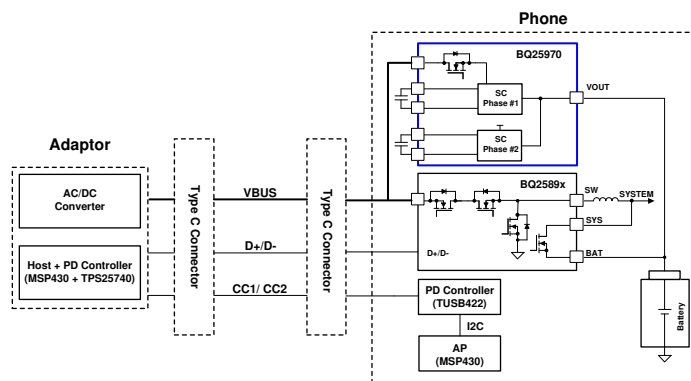 Phone
BQ25970
SC
Phase #1
VOUT
SC
Phase #2
Adaptor
AC/DC
Converter
Host + PD Controller
(MSP430 + TPS25740)
Type C Connector
VBUS
D+/D-
CC1/ CC2
Type C Connector
BQ2589x
SW
SYSTEM
SYS
BAT
D+/D-
PD Controller
(TUSB422)
I2C
AP
(MSP430)
Battery